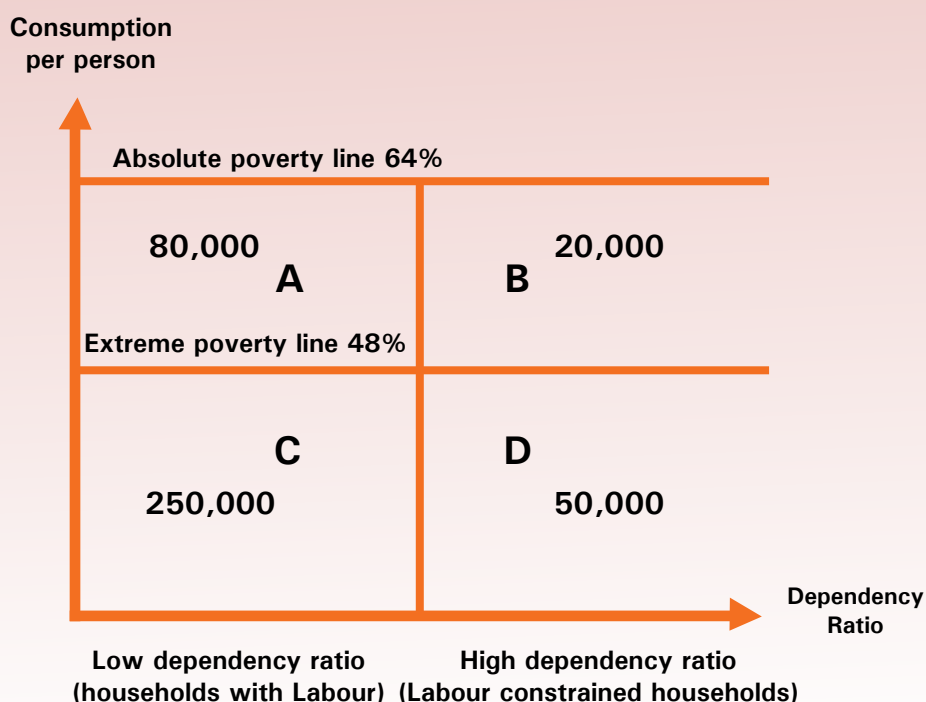 Consumption
per person
Absolute poverty line 64%
80,000
A
20,000
B
Extreme poverty line 48%
C
250,000
D
50,000
Dependency
Ratio
Low dependency ratio
(households with Labour)
High dependency ratio
(Labour constrained households)